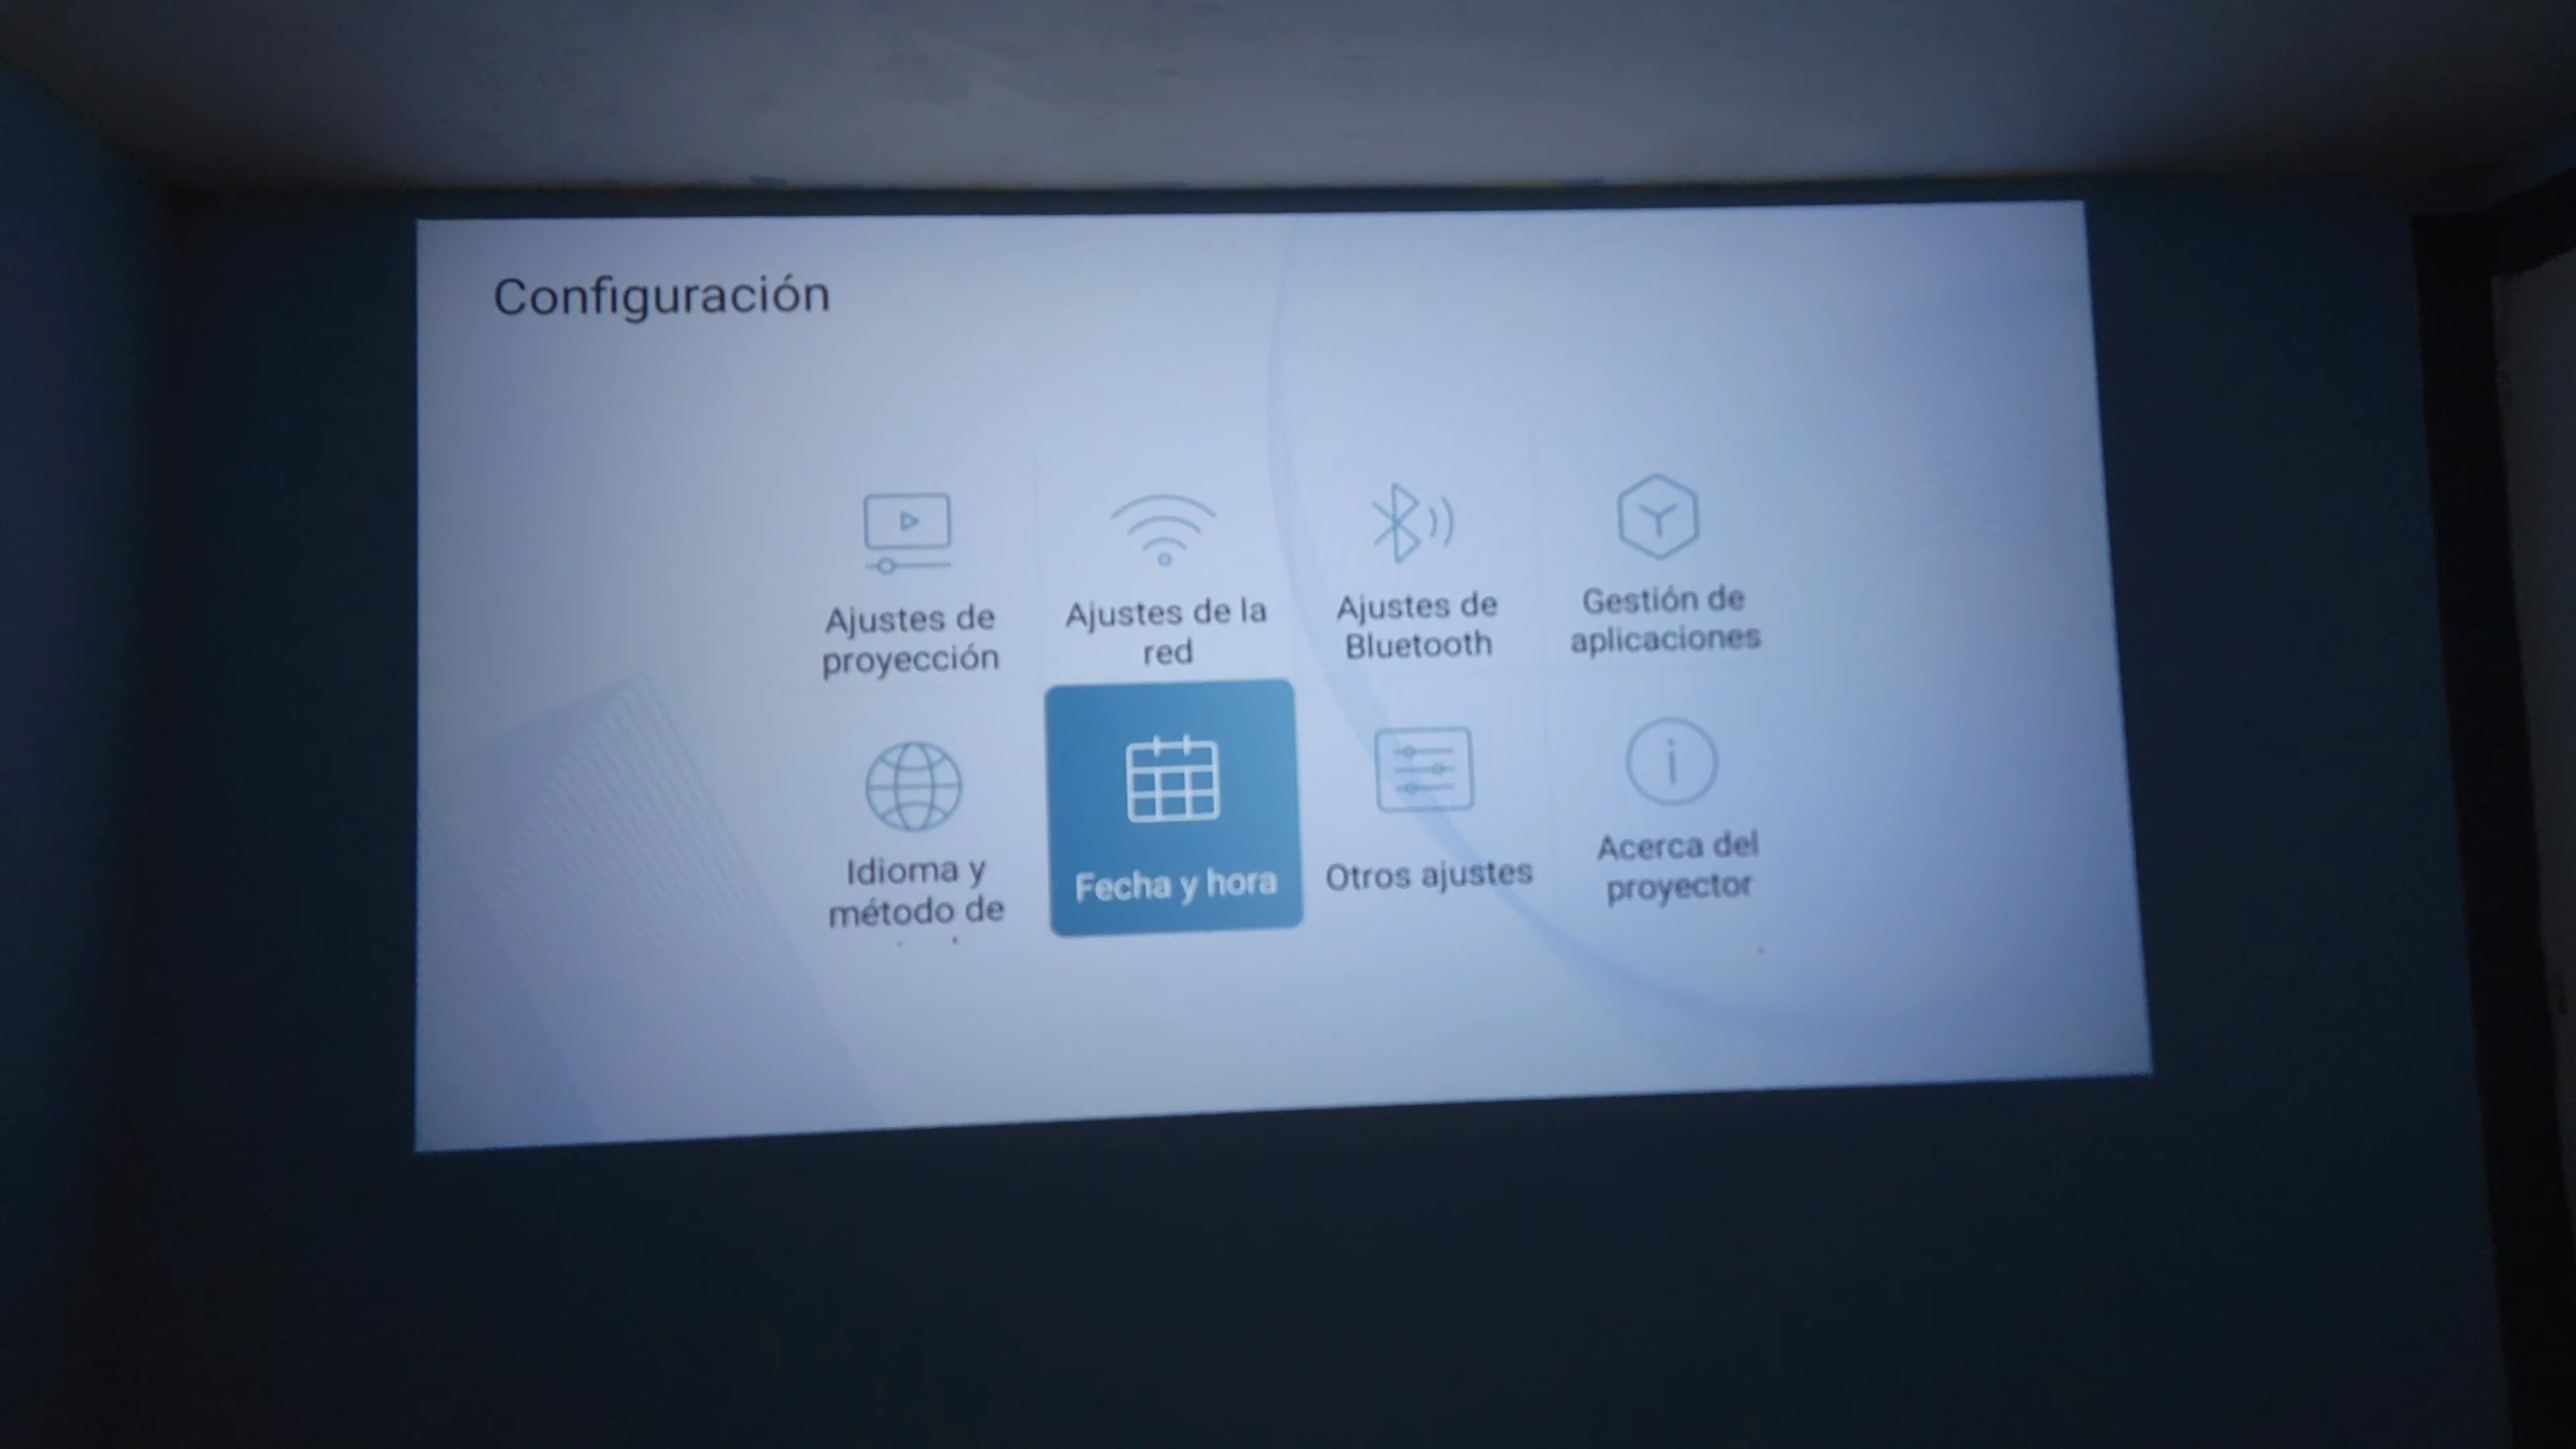 Configuración
Ajustes de
proyección
Ajustes de la
red
Ajustes de
Bluetooth
Gestión de
aplicaciones
Idioma y
método de
Fecha y hora
Otros ajustes
Acerca del
proyector